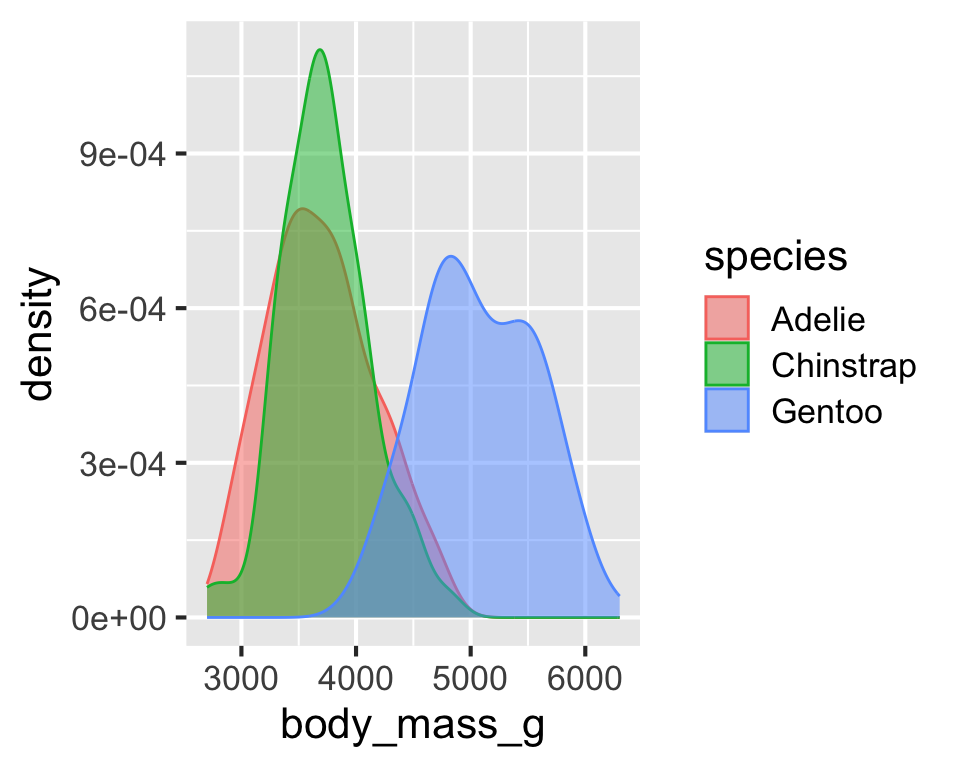 9e-04
6e-04
3e-04
0e+00
density
3000 4000 5000 6000
body_mass_g
species
Adelie
Chinstrap
Gentoo